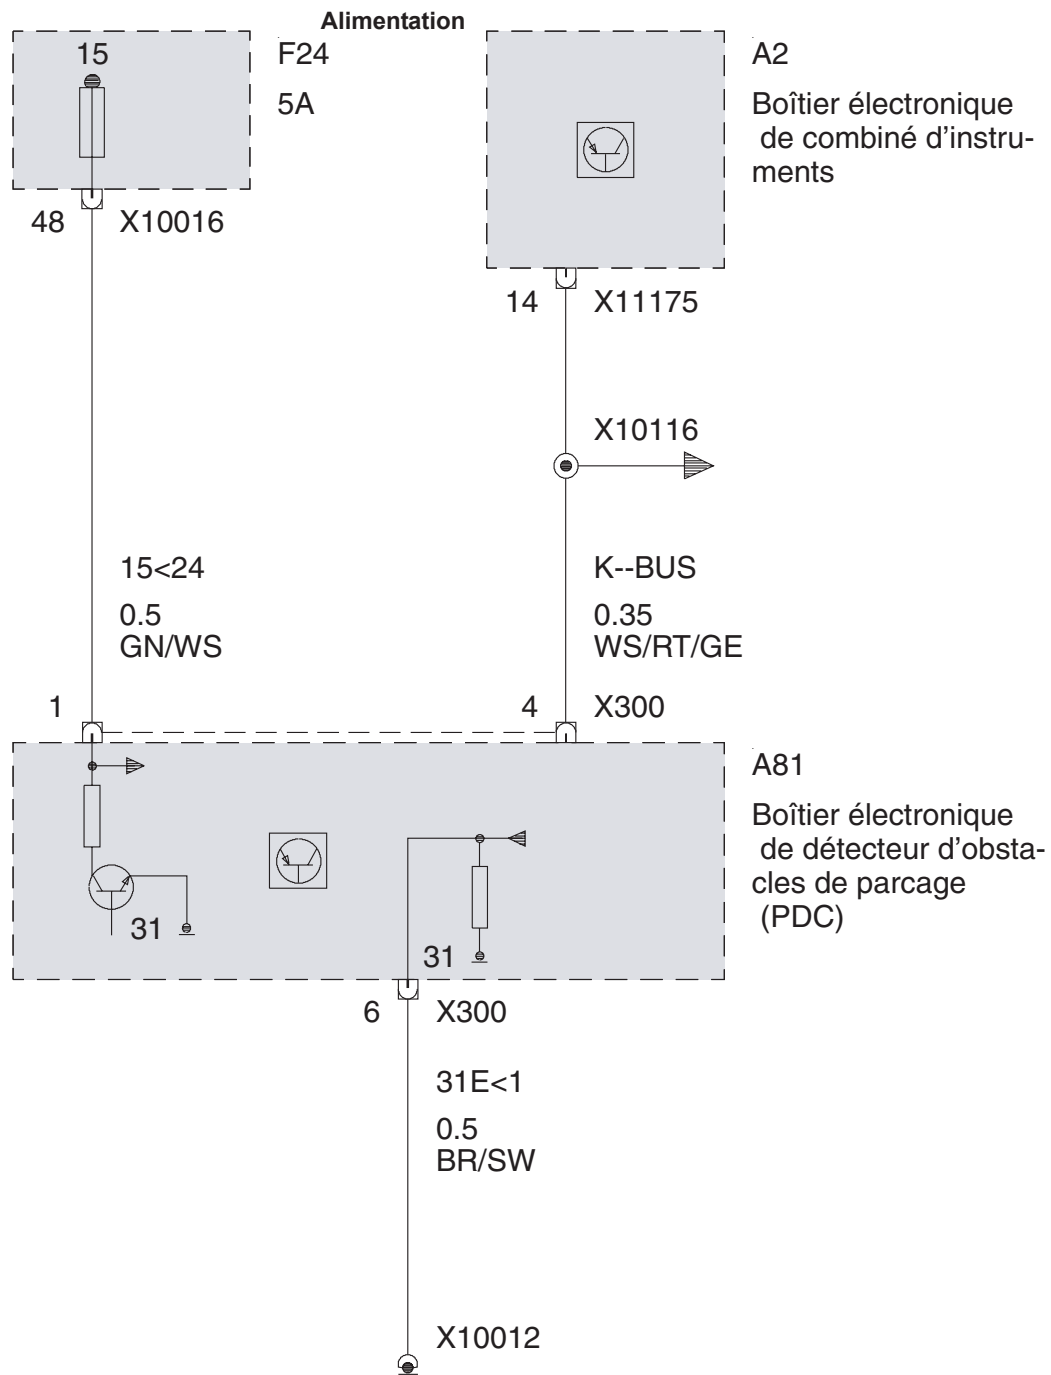 Alimentation
15
F24
5A
A2
Boîtier électronique
de combiné d'instru-
ments
48
X10016
14
X11175
X10116
15<24
0.5
GN/WS
K--BUS
0.35
WS/RT/GE
1
4
X300
A81
Boîtier électronique
de détecteur d'obsta-
cles de parcage
(PDC)
31
31
6
X300
31E<1
0.5
BR/SW
X10012